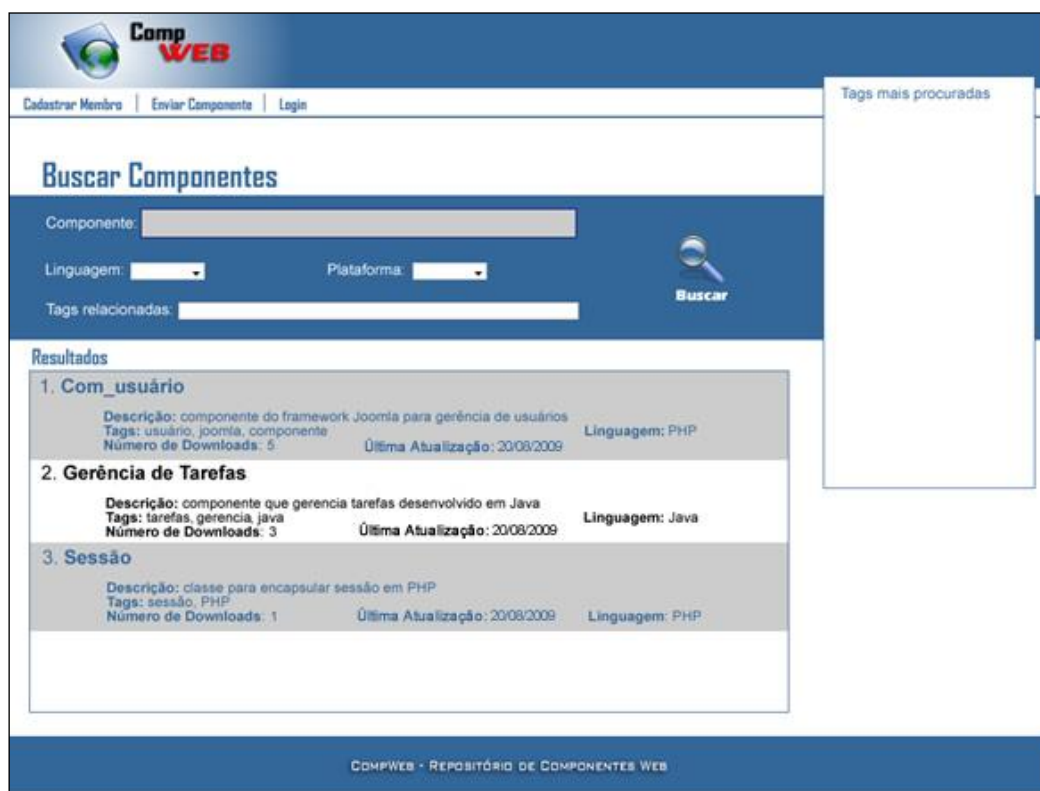 Comp
WEB
Cadastrar Membro | Enviar Componente | Login
Tags mais procuradas
Buscar Componentes
Componente:
Linguagem: Plataforma:
Buscar
Tags relacionadas:
Resultados
1. Com_usuário
Descrição: componente do framework Joomla para gerência de usuários
Tags: usuário, joomla, componente Linguagem: PHP
Número de Downloads: 5 Última Atualização: 20/08/2009
2. Gerência de Tarefas
Descrição: componente que gerencia tarefas desenvolvido em Java
Tags: tarefas, gerencia, java Linguagem: Java
Número de Downloads: 3 Última Atualização: 20/08/2009
3. Sessão
Descrição: classe para encapsular sessão em PHP
Tags: sessão, PHP
Número de Downloads: 1 Última Atualização: 20/08/2009 Linguagem: PHP
CompWeb - Repositório de Componentes Web